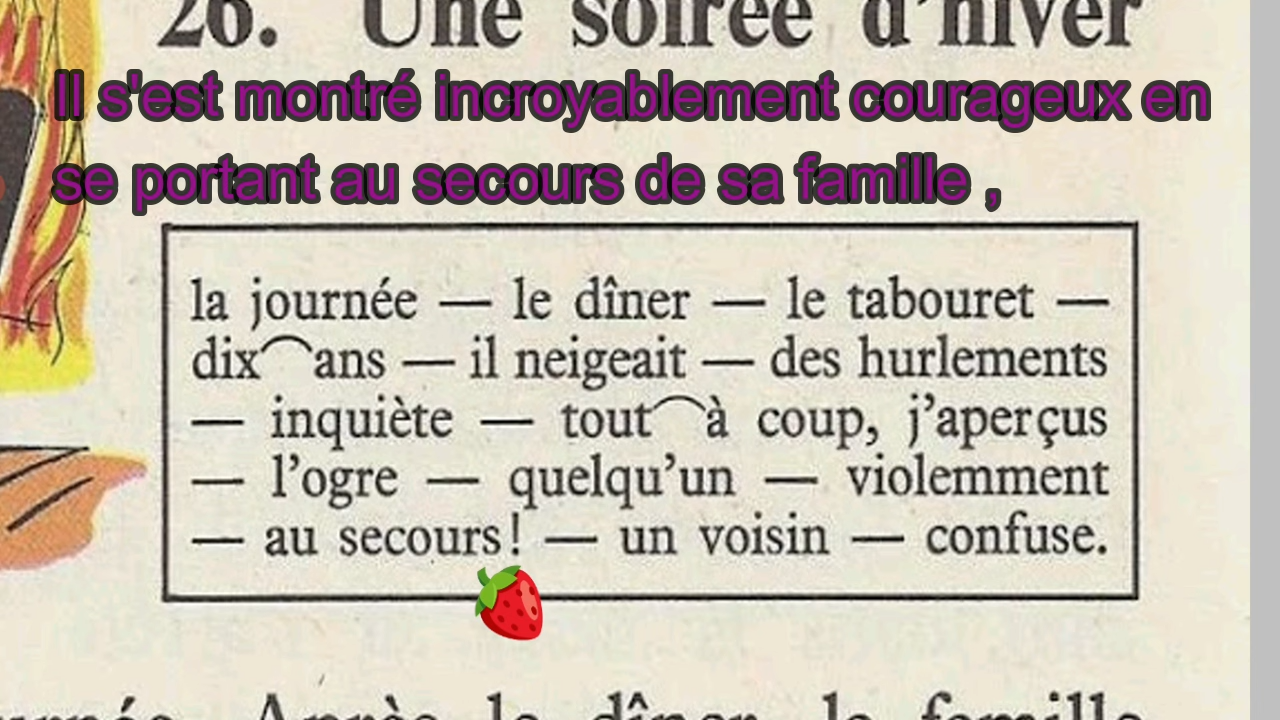 26. Une soirée d'hiver
Il s'est montré incroyablement courageux en
se portant au secours de sa famille ,
la journée — le dîner — le tabouret —
dix ans — il neigeait — des hurlements
— inquiète — tout à coup, j'aperçus
— l'ogre — quelqu'un — violemment
— au secours! — un voisin — confuse.
Après le dîner, la famille